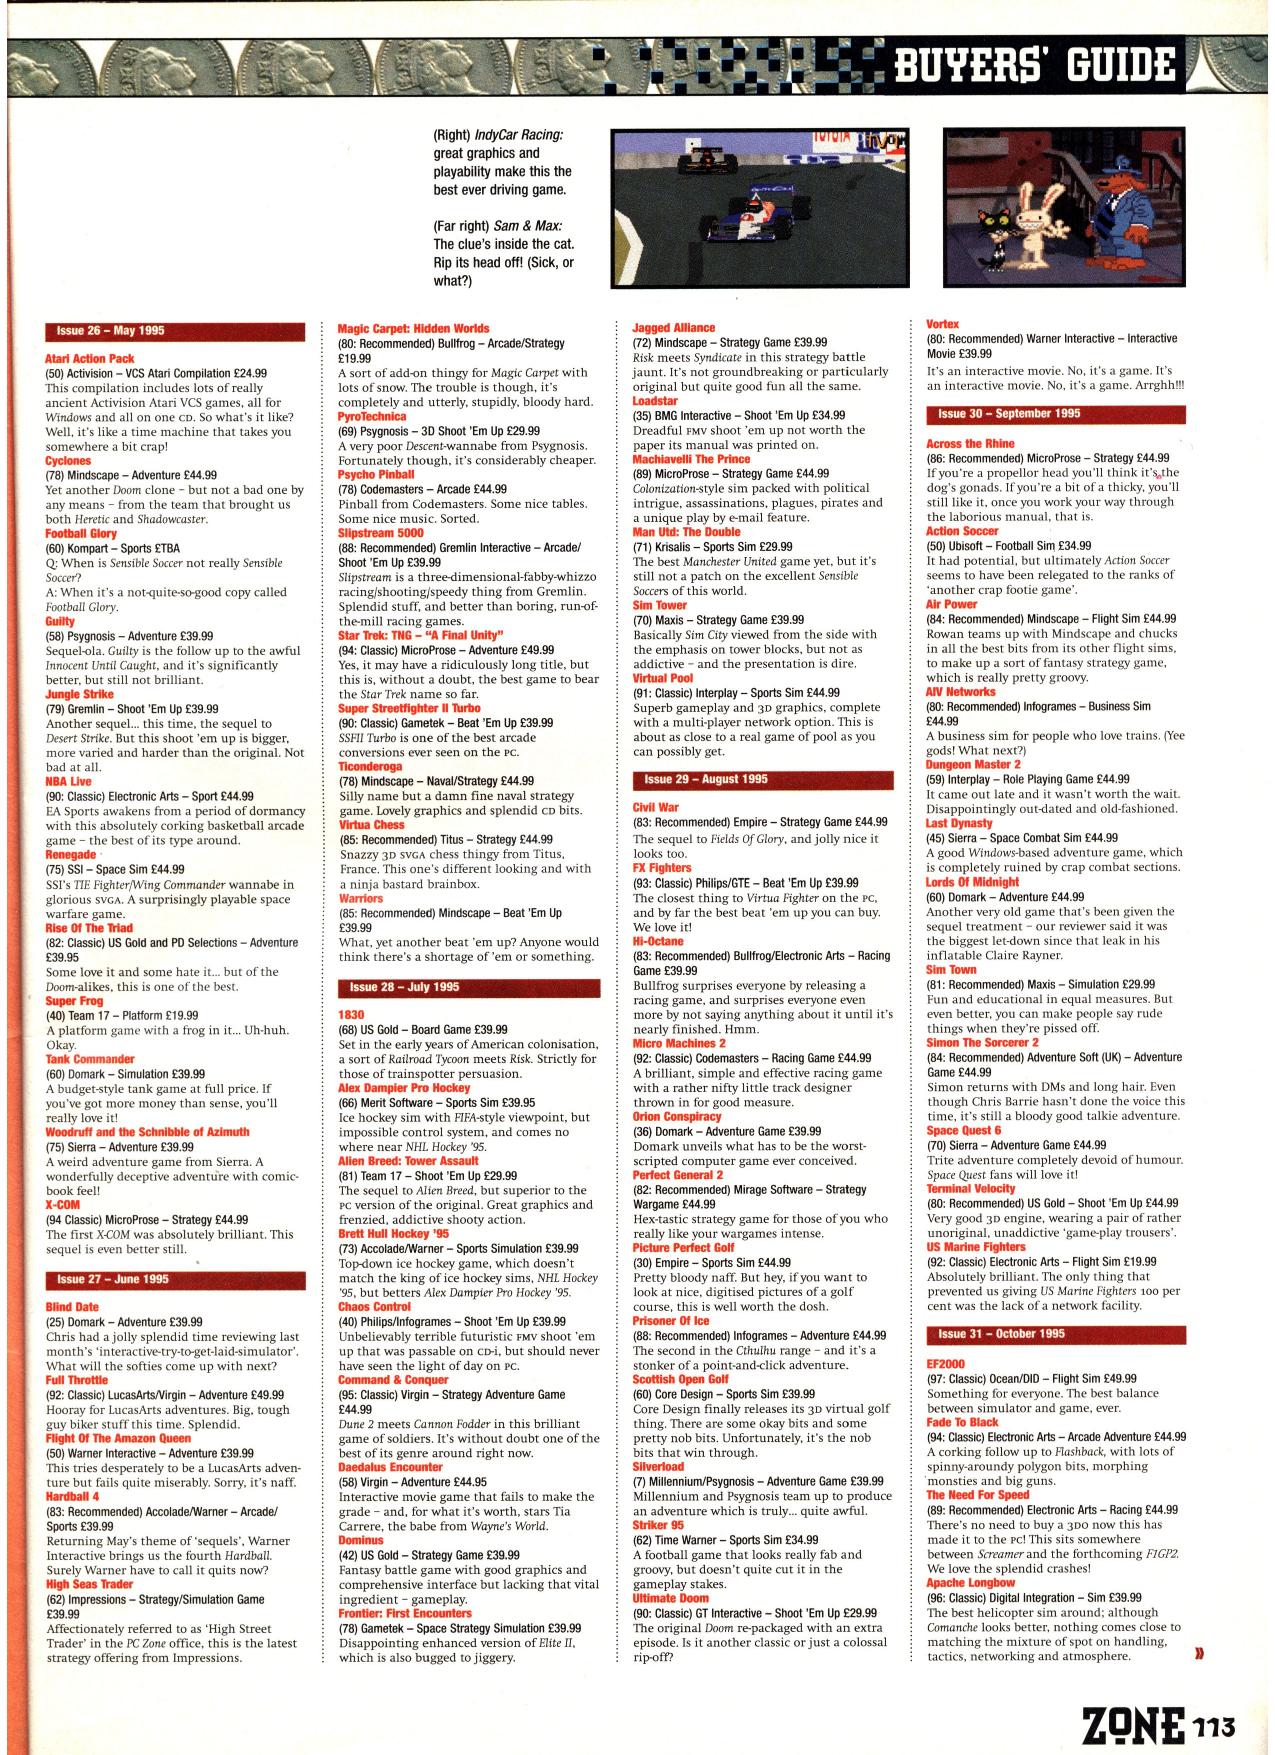 BUYERS' GUIDE
(Right) IndyCar Racing:
great graphics and
playability make this the
best ever driving game.
(Far right) Sam & Max:
The clue's inside the cat.
Rip its head off! (Sick, or
what?)
TOYOTA
Issue 26 – May 1995
Atari Action Pack
(50) Activision – VCS Atari Compilation £24.99
This compilation includes lots of really
ancient Activision Atari VCS games, all for
Windows and all on one CD. So what's it like?
Well, it's like a time machine that takes you
somewhere a bit crap!
Cyclones
(78) Mindscape – Adventure £44.99
Yet another Doom clone – but not a bad one by
any means – from the team that brought us
both Heretic and Shadowcaster.
Football Glory
(60) Kompart – Sports £TBA
Q: When is Sensible Soccer not really Sensible
Soccer?
A: When it's a not-quite-so-good copy called
Football Glory.
Guilty
(58) Psygnosis – Adventure £39.99
Sequel-ola. Guilty is the follow up to the awful
Innocent Until Caught, and it's significantly
better, but still not brilliant.
Jungle Strike
(79) Gremlin – Shoot 'Em Up £39.99
Another sequel... this time, the sequel to
Desert Strike. But this shoot 'em up is bigger,
more varied and harder than the original. Not
bad at all.
NBA Live
(90: Classic) Electronic Arts – Sport £44.99
EA Sports awakens from a period of dormancy
with this absolutely corking basketball arcade
game – the best of its type around.
Renegade
(75) SSI – Space Sim £44.99
SSI's TIE Fighter/Wing Commander wannabe in
glorious SVGA. A surprisingly playable space
warfare game.
Rise Of The Triad
(82: Classic) US Gold and PD Selections – Adventure
£39.95
Some love it and some hate it... but of the
Doom-alikes, this is one of the best.
Super Frog
(40) Team 17 – Platform £19.99
A platform game with a frog in it... Uh-huh.
Okay.
Tank Commander
(60) Domark – Simulation £39.99
A budget-style tank game at full price. If
you've got more money than sense, you'll
really love it!
Woodruff and the Schnibble of Azimuth
(75) Sierra – Adventure £39.99
A weird adventure game from Sierra. A
wonderfully deceptive adventure with comic-
book feel!
X-COM
(94 Classic) MicroProse – Strategy £44.99
The first X-COM was absolutely brilliant. This
sequel is even better still.
Issue 27 – June 1995
Blind Date
(25) Domark – Adventure £39.99
Chris had a jolly splendid time reviewing last
month's 'interactive-try-to-get-laid-simulator'.
What will the softies come up with next?
Full Throttle
(92: Classic) LucasArts/Virgin – Adventure £49.99
Hooray for LucasArts adventures. Big, tough
guy biker stuff this time. Splendid.
Flight Of The Amazon Queen
(50) Warner Interactive – Adventure £39.99
This tries desperately to be a LucasArts adven-
ture but fails quite miserably. Sorry, it's naff.
Hardball 4
(83: Recommended) Accolade/Warner – Arcade/
Sports £39.99
Returning May's theme of 'sequels', Warner
Interactive brings us the fourth Hardball.
Surely Warner have to call it quits now?
High Seas Trader
(62) Impressions – Strategy/Simulation Game
£39.99
Affectionately referred to as 'High Street
Trader' in the PC Zone office, this is the latest
strategy offering from Impressions.
Magic Carpet: Hidden Worlds
(80: Recommended) Bullfrog – Arcade/Strategy
£19.99
A sort of add-on thingy for Magic Carpet with
lots of snow. The trouble is though, it's
completely and utterly, stupidly, bloody hard.
PyroTechnica
(69) Psygnosis – 3D Shoot 'Em Up £29.99
A very poor Descent-wannabe from Psygnosis.
Fortunately though, it's considerably cheaper.
Psycho Pinball
(78) Codemasters – Arcade £44.99
Pinball from Codemasters. Some nice tables.
Some nice music. Sorted.
Slipstream 5000
(88: Recommended) Gremlin Interactive – Arcade/
Shoot 'Em Up £39.99
Slipstream is a three-dimensional-fabby-whizzo
racing/shooting/speedy thing from Gremlin.
Splendid stuff, and better than boring, run-of-
the-mill racing games.
Star Trek: TNG – "A Final Unity"
(94: Classic) MicroProse – Adventure £49.99
Yes, it may have a ridiculously long title, but
this is, without a doubt, the best game to bear
the Star Trek name so far.
Super Streetfighter II Turbo
(90: Classic) Gametek – Beat 'Em Up £39.99
SSFII Turbo is one of the best arcade
conversions ever seen on the PC.
Ticonderoga
(78) Mindscape – Naval/Strategy £44.99
Silly name but a damn fine naval strategy
game. Lovely graphics and splendid CD bits.
Virtua Chess
(85: Recommended) Titus – Strategy £44.99
Snazzy 3D SVGA chess thingy from Titus,
France. This one's different looking and with
a ninja bastard brainbox.
Warriors
(85: Recommended) Mindscape – Beat 'Em Up
£39.99
What, yet another beat 'em up? Anyone would
think there's a shortage of 'em or something.
Issue 28 – July 1995
1830
(68) US Gold – Board Game £39.99
Set in the early years of American colonisation,
a sort of Railroad Tycoon meets Risk. Strictly for
those of trainspotter persuasion.
Alex Dampier Pro Hockey
(66) Merit Software – Sports Sim £39.95
Ice hockey sim with FIFA-style viewpoint, but
impossible control system, and comes no
where near NHL Hockey '95.
Alien Breed: Tower Assault
(81) Team 17 – Shoot 'Em Up £29.99
The sequel to Alien Breed, but superior to the
PC version of the original. Great graphics and
frenzied, addictive shooty action.
Brett Hull Hockey '95
(73) Accolade/Warner – Sports Simulation £39.99
Top-down ice hockey game, which doesn't
match the king of ice hockey sims, NHL Hockey
'95, but betters Alex Dampier Pro Hockey '95.
Chaos Control
(40) Philips/Infogrames – Shoot 'Em Up £39.99
Unbelievably terrible futuristic FMV shoot 'em
up that was passable on CD-i, but should never
have seen the light of day on PC.
Command & Conquer
(95: Classic) Virgin – Strategy Adventure Game
£44.99
Dune 2 meets Cannon Fodder in this brilliant
game of soldiers. It's without doubt one of the
best of its genre around right now.
Daedalus Encounter
(58) Virgin – Adventure £44.95
Interactive movie game that fails to make the
grade – and, for what it's worth, stars Tia
Carrere, the babe from Wayne's World.
Dominus
(42) US Gold – Strategy Game £39.99
Fantasy battle game with good graphics and
comprehensive interface but lacking that vital
ingredient – gameplay.
Frontier: First Encounters
(78) Gametek – Space Strategy Simulation £39.99
Disappointing enhanced version of Elite II,
which is also bugged to jiggery.
Jagged Alliance
(72) Mindscape – Strategy Game £39.99
Risk meets Syndicate in this strategy battle
jaunt. It's not groundbreaking or particularly
original but quite good fun all the same.
Loadstar
(35) BMG Interactive – Shoot 'Em Up £34.99
Dreadful FMV shoot 'em up not worth the
paper its manual was printed on.
Machiavelli The Prince
(89) MicroProse – Strategy Game £44.99
Colonization-style sim packed with political
intrigue, assassinations, plagues, pirates and
a unique play by e-mail feature.
Man Utd: The Double
(71) Krisalis – Sports Sim £29.99
The best Manchester United game yet, but it's
still not a patch on the excellent Sensible
Soccers of this world.
Sim Tower
(70) Maxis – Strategy Game £39.99
Basically Sim City viewed from the side with
the emphasis on tower blocks, but not as
addictive – and the presentation is dire.
Virtual Pool
(91: Classic) Interplay – Sports Sim £44.99
Superb gameplay and 3D graphics, complete
with a multi-player network option. This is
about as close to a real game of pool as you
can possibly get.
Issue 29 – August 1995
Civil War
(83: Recommended) Empire – Strategy Game £44.99
The sequel to Fields Of Glory, and jolly nice it
looks too.
FX Fighters
(93: Classic) Philips/GTE – Beat 'Em Up £39.99
The closest thing to Virtua Fighter on the PC,
and by far the best beat 'em up you can buy.
We love it!
Hi-Octane
(83: Recommended) Bullfrog/Electronic Arts – Racing
Game £39.99
Bullfrog surprises everyone by releasing a
racing game, and surprises everyone even
more by not saying anything about it until it's
nearly finished. Hmm.
Micro Machines 2
(92: Classic) Codemasters – Racing Game £44.99
A brilliant, simple and effective racing game
with a rather nifty little track designer
thrown in for good measure.
Orion Conspiracy
(36) Domark – Adventure Game £39.99
Domark unveils what has to be the worst-
scripted computer game ever conceived.
Perfect General 2
(82: Recommended) Mirage Software – Strategy
Wargame £44.99
Hex-tastic strategy game for those of you who
really like your wargames intense.
Picture Perfect Golf
(30) Empire – Sports Sim £44.99
Pretty bloody naff. But hey, if you want to
look at nice, digitised pictures of a golf
course, this is well worth the dosh.
Prisoner Of Ice
(88: Recommended) Infogrames – Adventure £44.99
The second in the Cthulhu range – and it's a
stonker of a point-and-click adventure.
Scottish Open Golf
(60) Core Design – Sports Sim £39.99
Core Design finally releases its 3D virtual golf
thing. There are some okay bits and some
pretty nob bits. Unfortunately, it's the nob
bits that win through.
Silverload
(7) Millennium/Psygnosis – Adventure Game £39.99
Millennium and Psygnosis team up to produce
an adventure which is truly... quite awful.
Striker 95
(62) Time Warner – Sports Sim £34.99
A football game that looks really fab and
groovy, but doesn't quite cut it in the
gameplay stakes.
Ultimate Doom
(90: Classic) GT Interactive – Shoot 'Em Up £29.99
The original Doom re-packaged with an extra
episode. Is it another classic or just a colossal
rip-off?
Vortex
(80: Recommended) Warner Interactive – Interactive
Movie £39.99
It's an interactive movie. No, it's a game. It's
an interactive movie. No, it's a game. Arrghh!!!
Issue 30 – September 1995
Across the Rhine
(86: Recommended) MicroProse – Strategy £44.99
If you're a propellor head you'll think it's the
dog's gonads. If you're a bit of a thicky, you'll
still like it, once you work your way through
the laborious manual, that is.
Action Soccer
(50) Ubisoft – Football Sim £34.99
It had potential, but ultimately Action Soccer
seems to have been relegated to the ranks of
'another crap footie game'.
Air Power
(84: Recommended) Mindscape – Flight Sim £44.99
Rowan teams up with Mindscape and chucks
in all the best bits from its other flight sims,
to make up a sort of fantasy strategy game,
which is really pretty groovy.
AIV Networks
(80: Recommended) Infogrames – Business Sim
£44.99
A business sim for people who love trains. (Yee
gods! What next?)
Dungeon Master 2
(59) Interplay – Role Playing Game £44.99
It came out late and it wasn't worth the wait.
Disappointingly out-dated and old-fashioned.
Last Dynasty
(45) Sierra – Space Combat Sim £44.99
A good Windows-based adventure game, which
is completely ruined by crap combat sections.
Lords Of Midnight
(60) Domark – Adventure £44.99
Another very old game that's been given the
sequel treatment – our reviewer said it was
the biggest let-down since that leak in his
inflatable Claire Rayner.
Sim Town
(81: Recommended) Maxis – Simulation £29.99
Fun and educational in equal measures. But
even better, you can make people say rude
things when they're pissed off.
Simon The Sorcerer 2
(84: Recommended) Adventure Soft (UK) – Adventure
Game £44.99
Simon returns with DMs and long hair. Even
though Chris Barrie hasn't done the voice this
time, it's still a bloody good talkie adventure.
Space Quest 6
(70) Sierra – Adventure Game £44.99
Trite adventure completely devoid of humour.
Space Quest fans will love it!
Terminal Velocity
(80: Recommended) US Gold – Shoot 'Em Up £44.99
Very good 3D engine, wearing a pair of rather
unoriginal, unaddictive 'game-play trousers'.
US Marine Fighters
(92: Classic) Electronic Arts – Flight Sim £19.99
Absolutely brilliant. The only thing that
prevented us giving US Marine Fighters 100 per
cent was the lack of a network facility.
Issue 31 – October 1995
EF2000
(97: Classic) Ocean/DID – Flight Sim £49.99
Something for everyone. The best balance
between simulator and game, ever.
Fade To Black
(94: Classic) Electronic Arts – Arcade Adventure £44.99
A corking follow up to Flashback, with lots of
spinny-aroundy polygon bits, morphing
monsties and big guns.
The Need For Speed
(89: Recommended) Electronic Arts – Racing £44.99
There's no need to buy a 3DO now this has
made it to the PC! This sits somewhere
between Screamer and the forthcoming F1GP2.
We love the splendid crashes!
Apache Longbow
(96: Classic) Digital Integration – Sim £39.99
The best helicopter sim around; although
Comanche looks better, nothing comes close to
matching the mixture of spot on handling,
tactics, networking and atmosphere.
»
ZONE 113